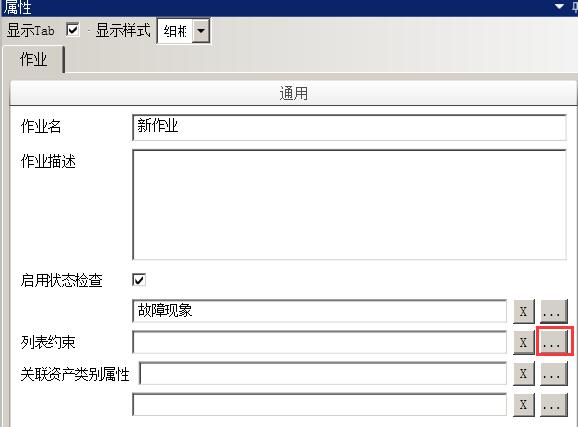 属性
显示Tab 显示样式
作业
通用
作业名 新作业
作业描述
启用状态检查
故障现象 X ...
列表约束 X ...
关联资产类别属性 X ...
X ...